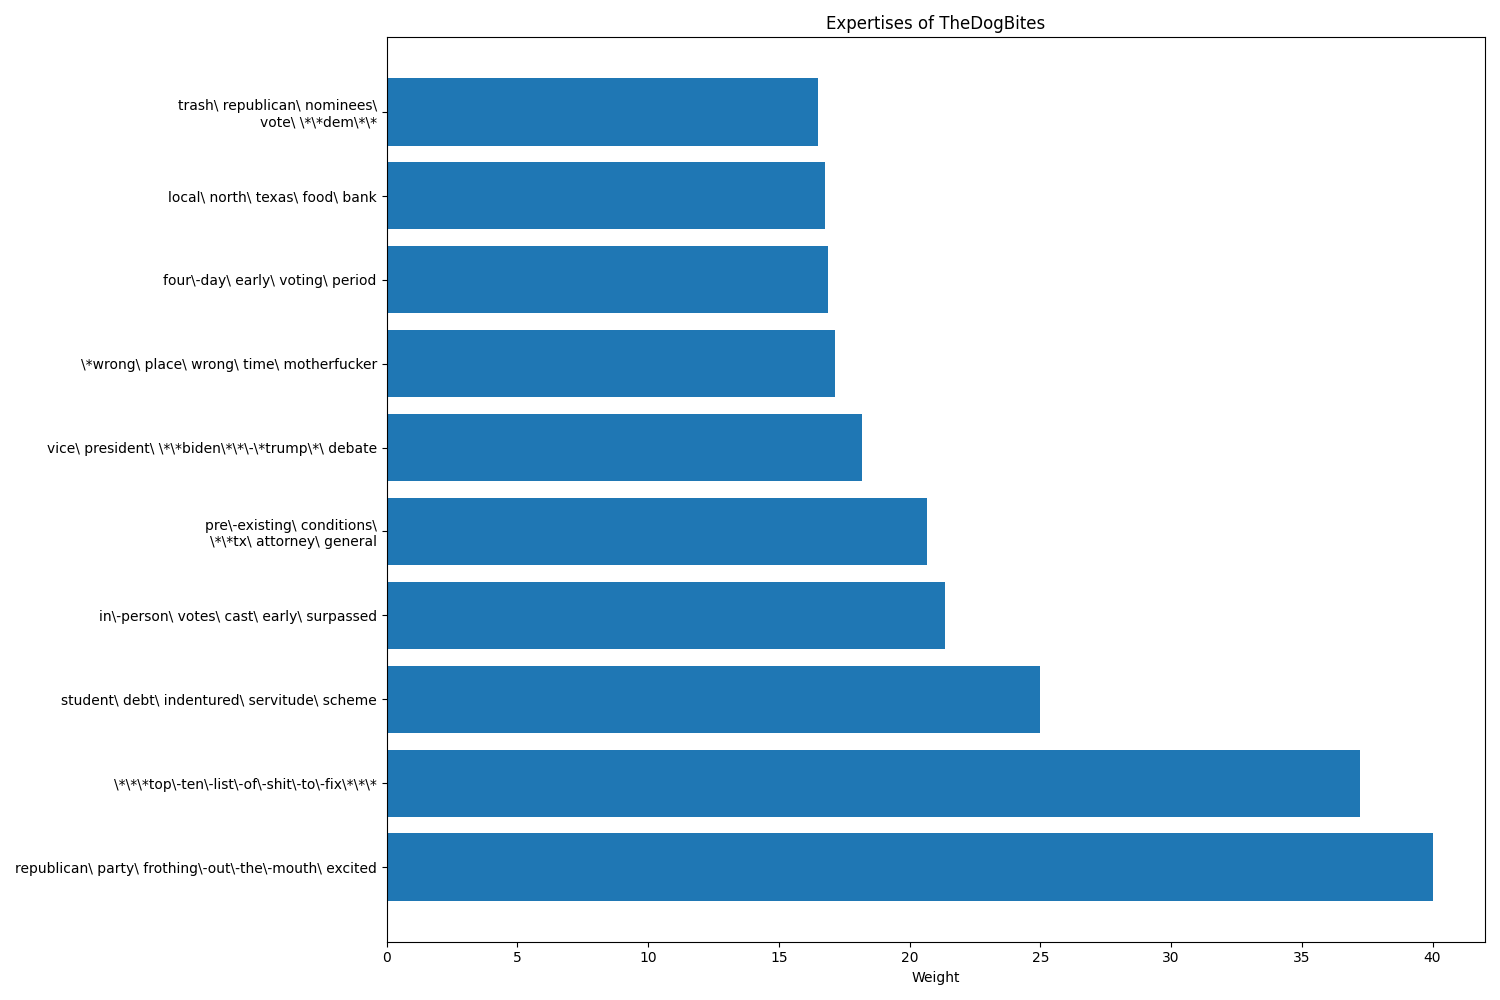 Expertises of TheDogBites
trash\ republican\ nominees\
vote\ \*\*dem\*\*
local\ north\ texas\ food\ bank
four\-day\ early\ voting\ period
\*wrong\ place\ wrong\ time\ motherfucker
vice\ president\ \*\*biden\*\*\-\*trump\*\ debate
pre\-existing\ conditions\
\*\*tx\ attorney\ general
in\-person\ votes\ cast\ early\ surpassed
student\ debt\ indentured\ servitude\ scheme
\*\*\*top\-ten\-list\-of\-shit\-to\-fix\*\*\*
republican\ party\ frothing\-out\-the\-mouth\ excited
0 5 10 15 20 25 30 35 40
Weight